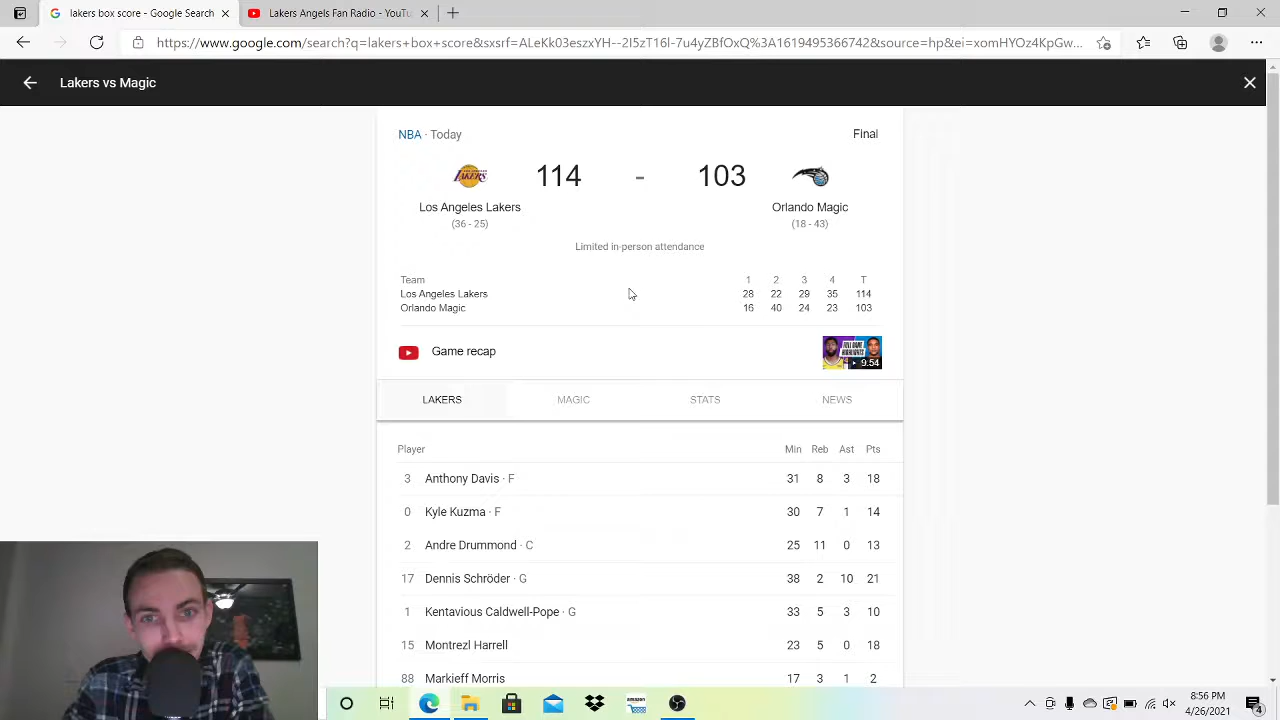 lakers box score - Google Search
Lakers Angels Fan Radio - YouTu
https://www.google.com/search?q=lakers+box+score&sxsrf=ALeKk03eszxYH--2I5zT16l-7u4yZBfOxQ%3A1619495366742&source=hp&ei=xomHYOz4KpGw...
Lakers vs Magic
NBA · Today
Final
LAKERS
114 - 103
Los Angeles Lakers
Orlando Magic
(36 - 25)
(18 - 43)
Limited in-person attendance
Team 1 2 3 4 T
Los Angeles Lakers 28 22 29 35 114
Orlando Magic 16 40 24 23 103
Game recap
FULL GAME
HIGHLIGHTS
9:54
LAKERS MAGIC STATS NEWS
Player Min Reb Ast Pts
3 Anthony Davis · F 31 8 3 18
0 Kyle Kuzma · F 30 7 1 14
2 Andre Drummond · C 25 11 0 13
17 Dennis Schröder · G 38 2 10 21
1 Kentavious Caldwell-Pope · G 33 5 3 10
15 Montrezl Harrell 23 5 0 18
88 Markieff Morris 17 3 1 2
amazon
8:56 PM
4/26/2021
4